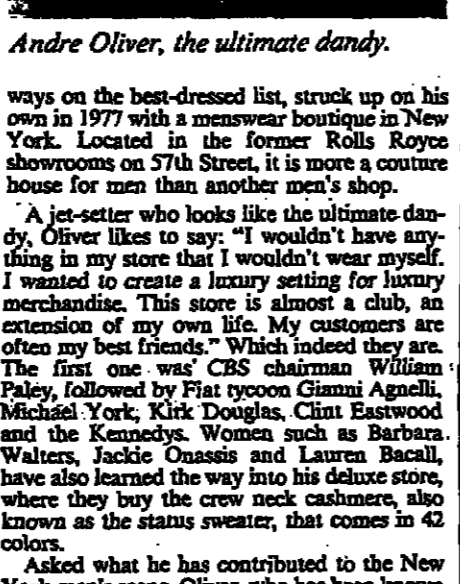 Andre Oliver, the ultimate dandy.
ways on the best-dressed list, struck up on his
own in 1977 with a menswear boutique in New
York. Located in the former Rolls Royce
showrooms on 57th Street, it is more a couture
house for men than another men's shop.
A jet-setter who looks like the ultimate dan-
dy, Oliver likes to say: "I wouldn't have any-
thing in my store that I wouldn't wear myself.
I wanted to create a luxury setting for luxury
merchandise. This store is almost a club, an
extension of my own life. My customers are
often my best friends." Which indeed they are.
The first one was CBS chairman William
Paley, followed by Fiat tycoon Gianni Agnelli,
Michael York, Kirk Douglas, Clint Eastwood
and the Kennedys. Women such as Barbara
Walters, Jackie Onassis and Lauren Bacall,
have also learned the way into his deluxe store,
where they buy the crew neck cashmere, also
known as the status sweater, that comes in 42
colors.
Asked what he has contributed to the New